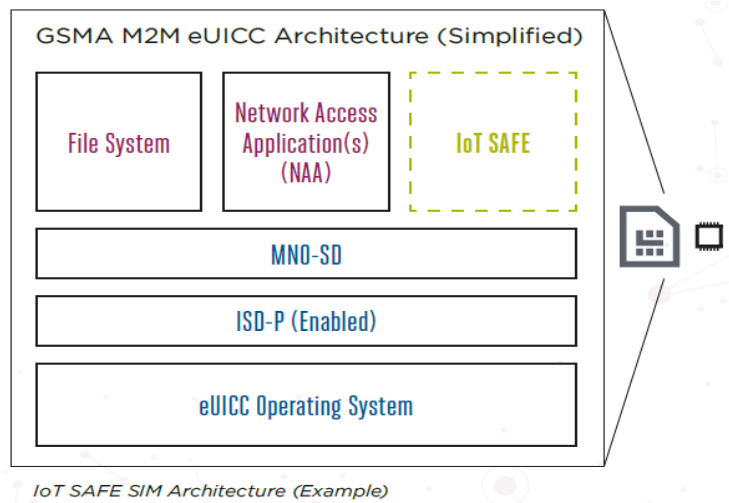 GSMA M2M eUICC Architecture (Simplified)
File System
Network Access
Application(s)
(NAA)
IoT SAFE
MNO-SD
ISD-P (Enabled)
eUICC Operating System
IoT SAFE SIM Architecture (Example)